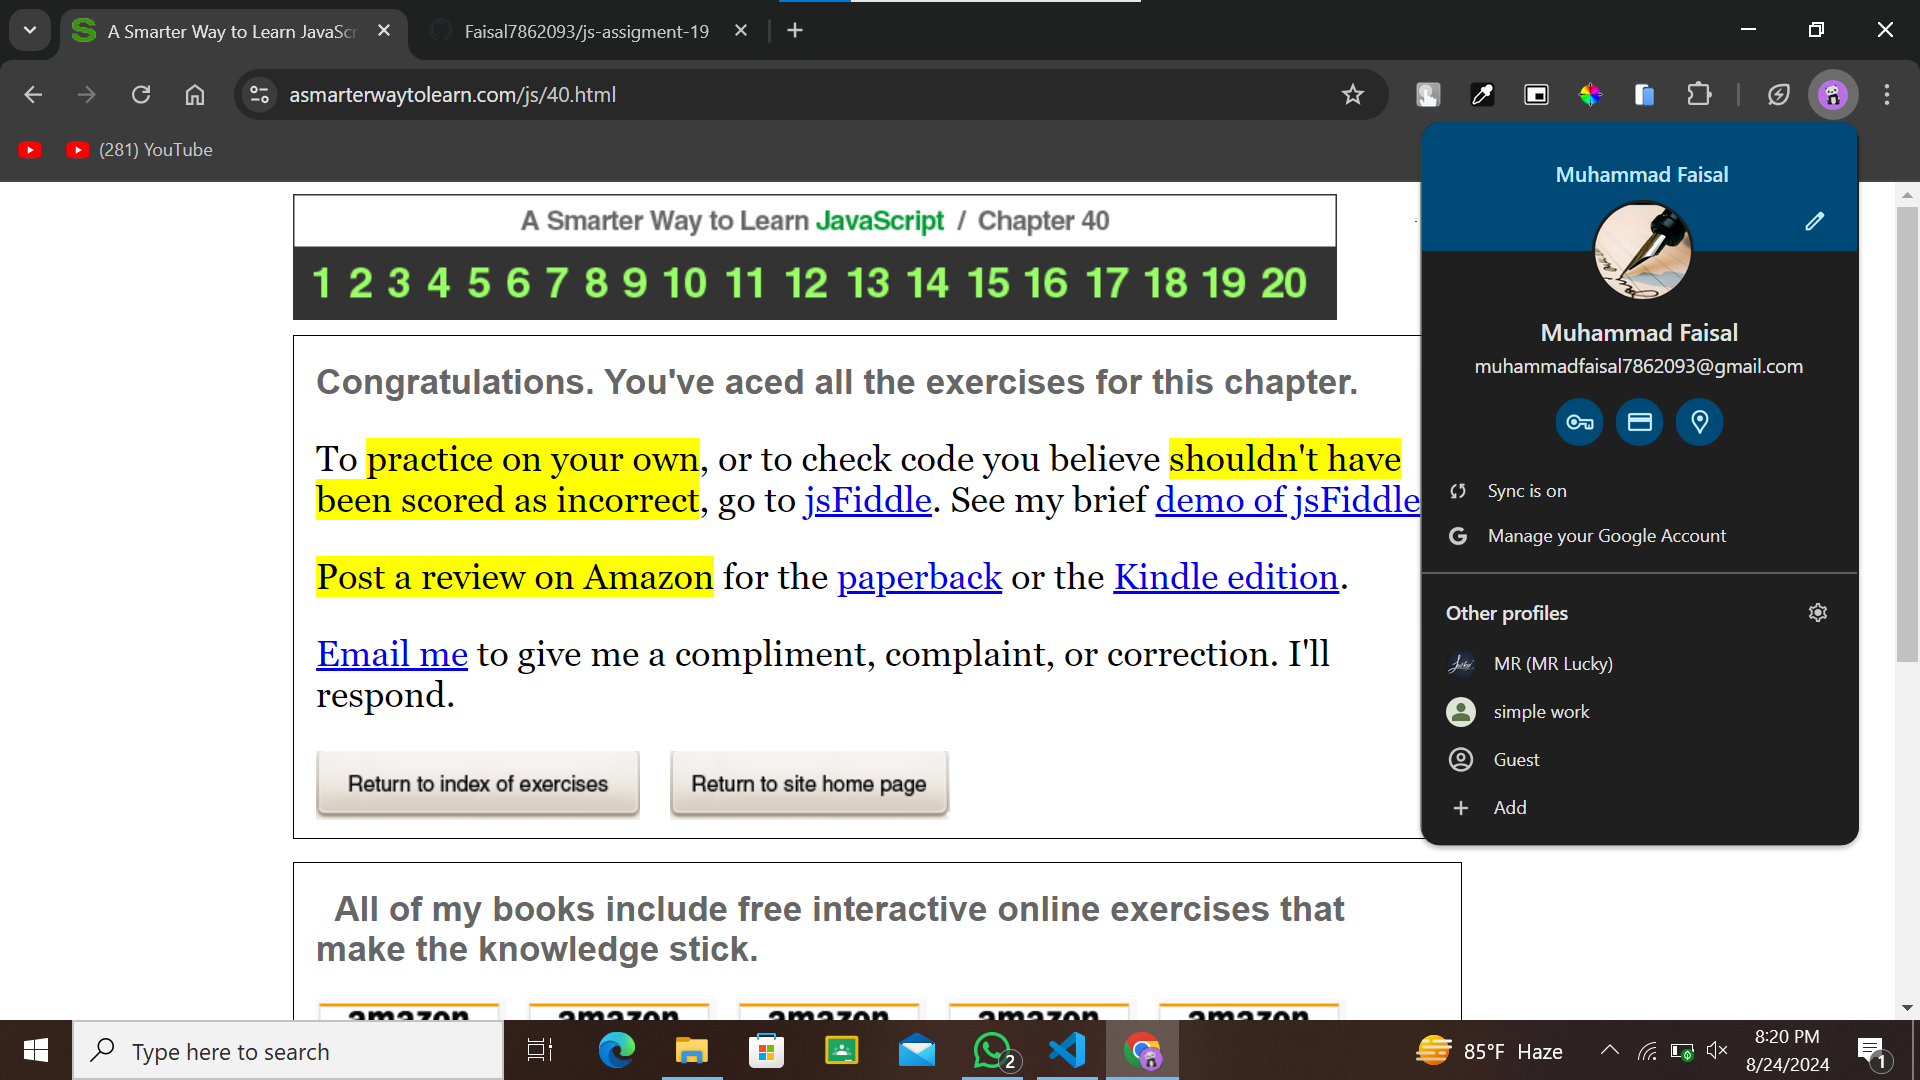 A Smarter Way to Learn JavaScr
Faisal7862093/js-assigment-19
asmarterwaytolearn.com/js/40.html
(281) YouTube
A Smarter Way to Learn JavaScript / Chapter 40
1 2 3 4 5 6 7 8 9 10 11 12 13 14 15 16 17 18 19 20
Congratulations. You've aced all the exercises for this chapter.
To practice on your own, or to check code you believe shouldn't have
been scored as incorrect, go to jsFiddle. See my brief demo of jsFiddle
Post a review on Amazon for the paperback or the Kindle edition.
Email me to give me a compliment, complaint, or correction. I'll
respond.
Return to index of exercises
Return to site home page
All of my books include free interactive online exercises that
make the knowledge stick.
amazon amazon amazon amazon amazon
Muhammad Faisal
Muhammad Faisal
muhammadfaisal7862093@gmail.com
Sync is on
Manage your Google Account
Other profiles
MR (MR Lucky)
simple work
Guest
Add
Type here to search
2
85°F Haze
8:20 PM
8/24/2024
1